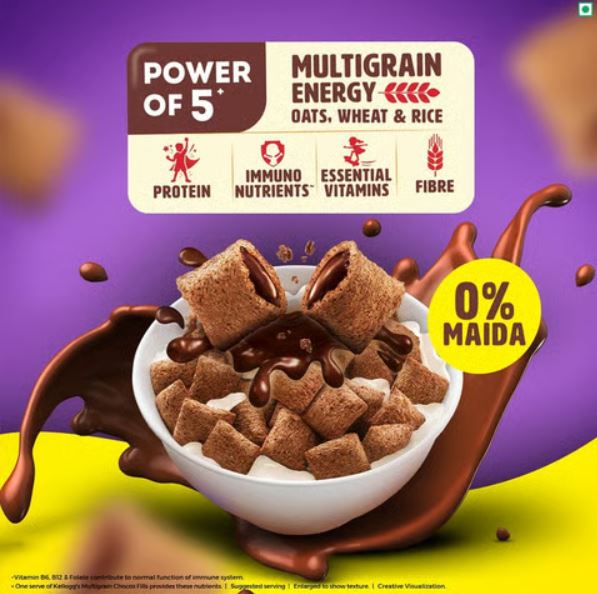 POWER
OF 5+
MULTIGRAIN
ENERGY
OATS, WHEAT & RICE
PROTEIN
IMMUNO
NUTRIENTS~
ESSENTIAL
VITAMINS
FIBRE
0%
MAIDA
~Vitamin B6, B12 & Folate contribute to normal function of immune system.
+ One serve of Kellogg's Multigrain Chocos Fills provides these nutrients. | Suggested serving | Enlarged to show texture. | Creative Visualization.